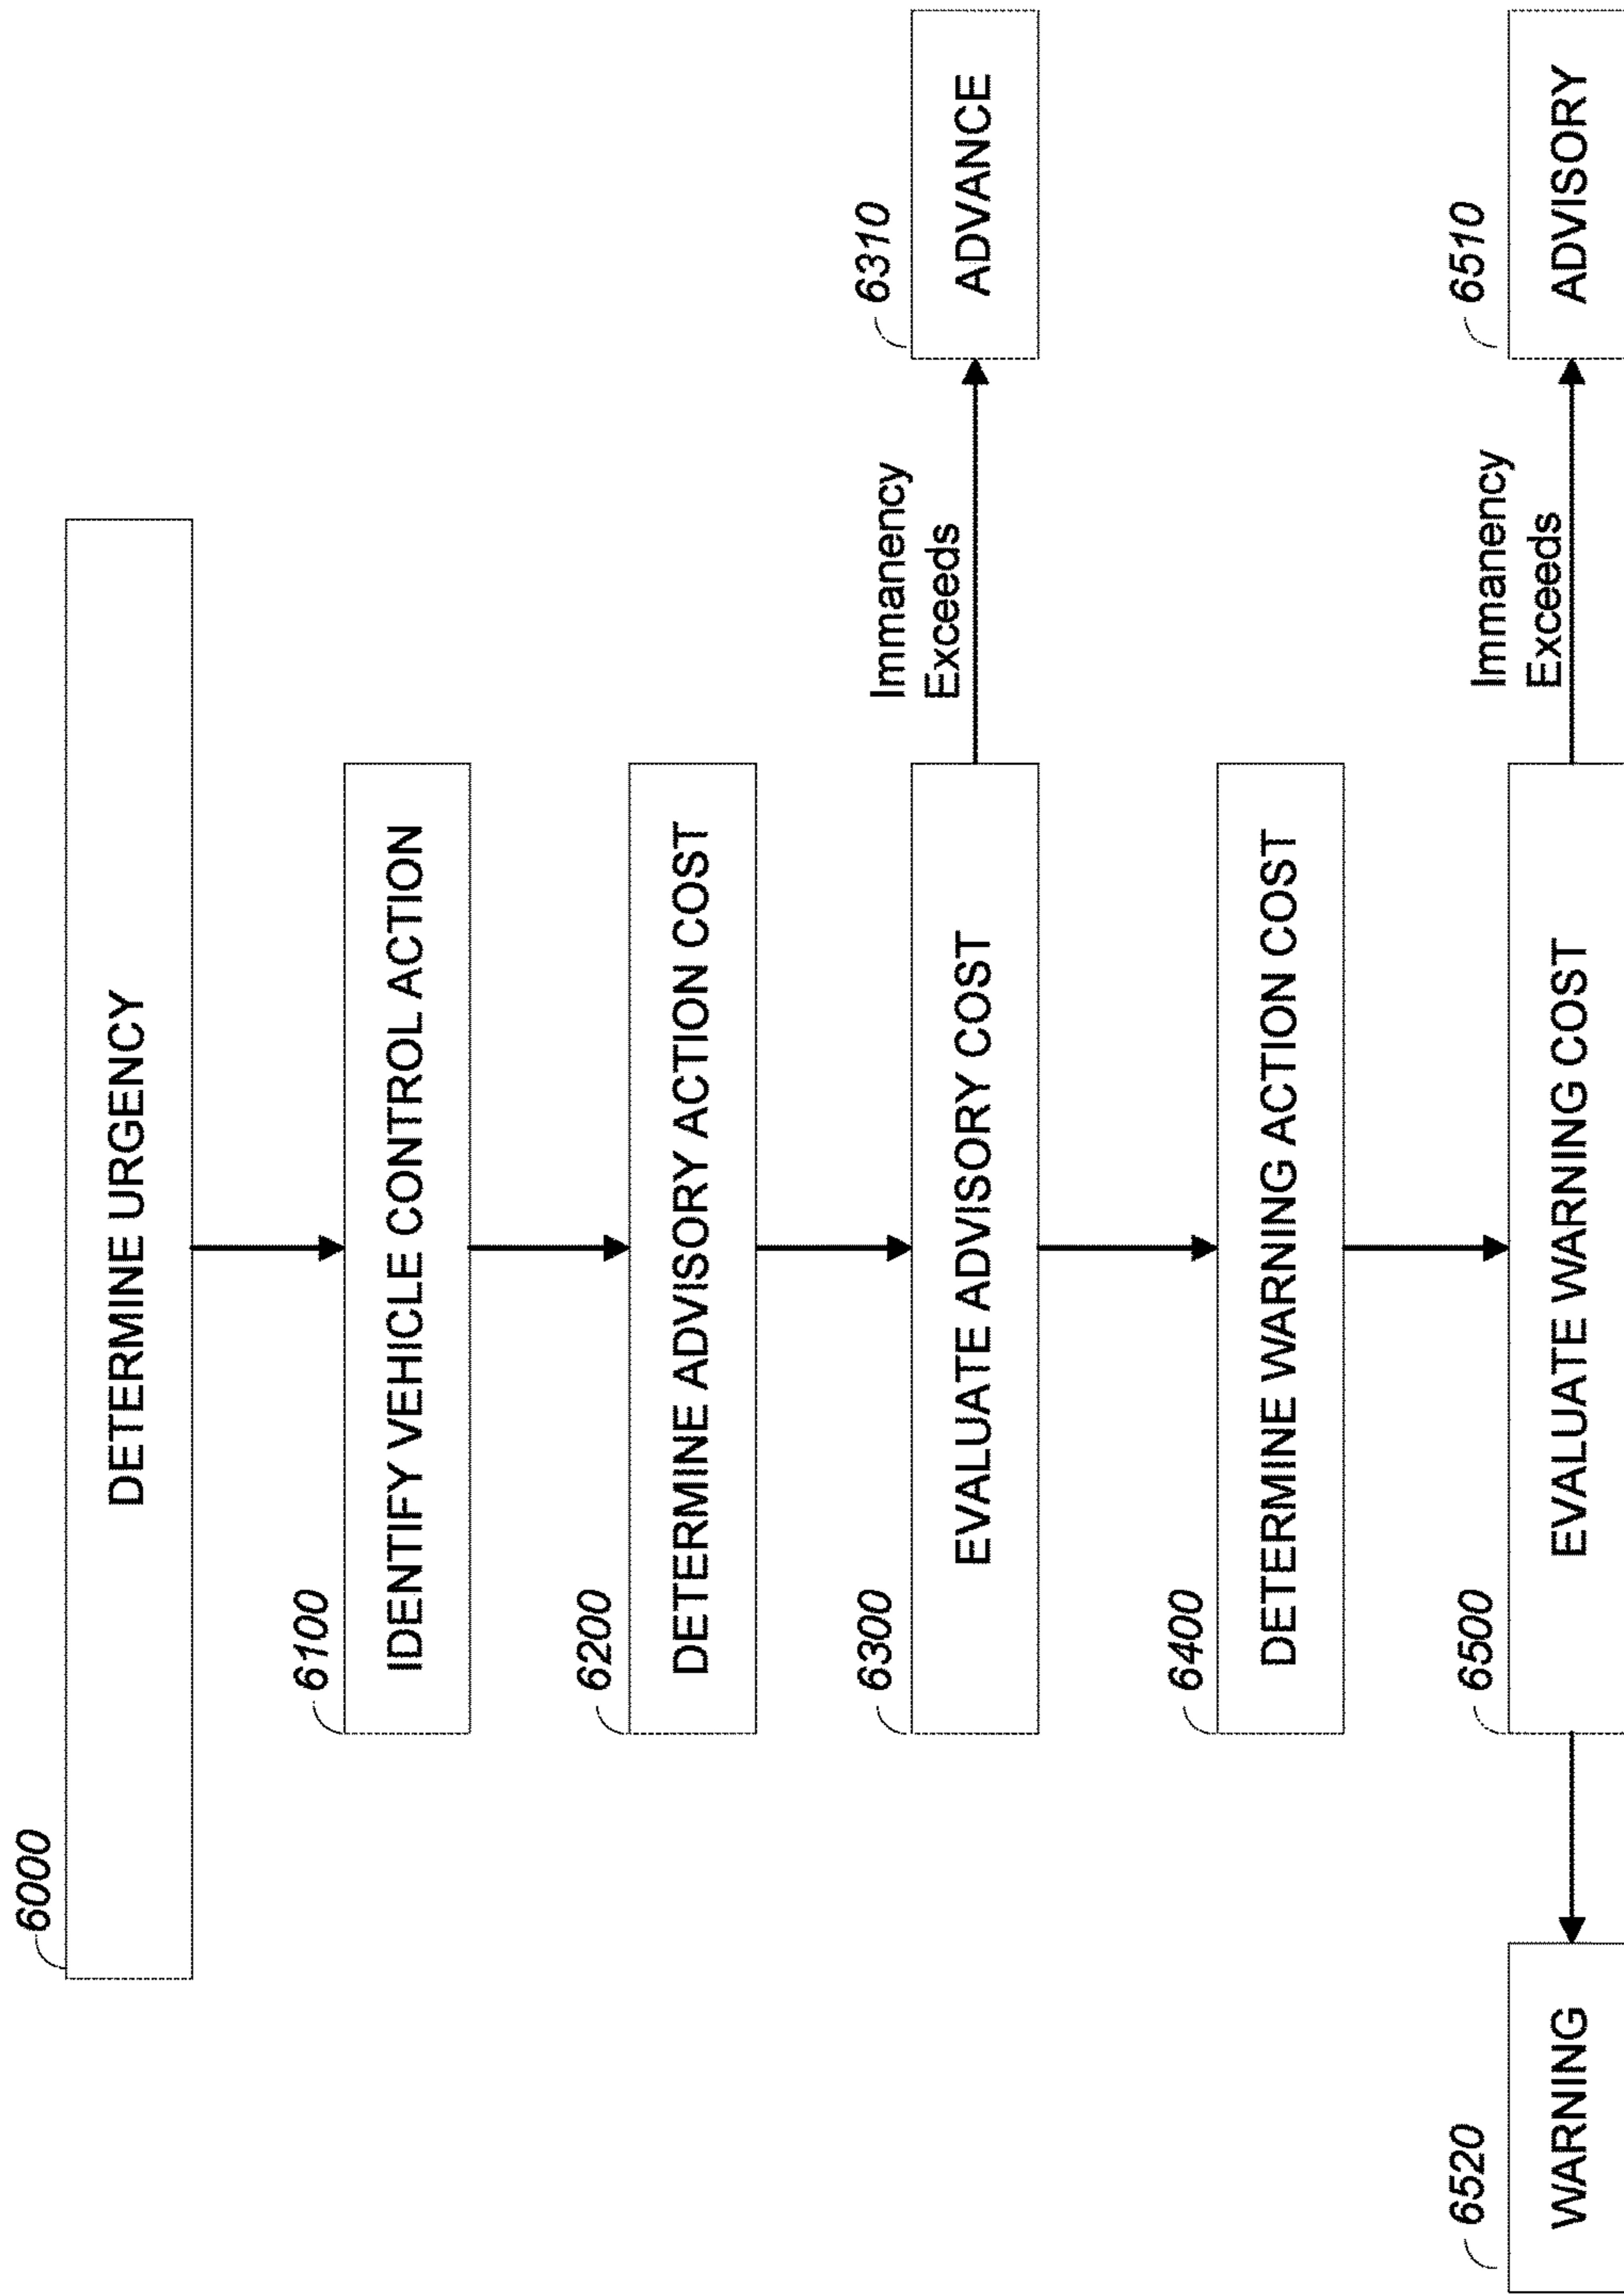 6000
DETERMINE URGENCY
6100
IDENTIFY VEHICLE CONTROL ACTION
6200
DETERMINE ADVISORY ACTION COST
6300
EVALUATE ADVISORY COST
Immanency
Exceeds
6310
ADVANCE
6400
DETERMINE WARNING ACTION COST
6520
WARNING
6500
EVALUATE WARNING COST
Immanency
Exceeds
6510
ADVISORY